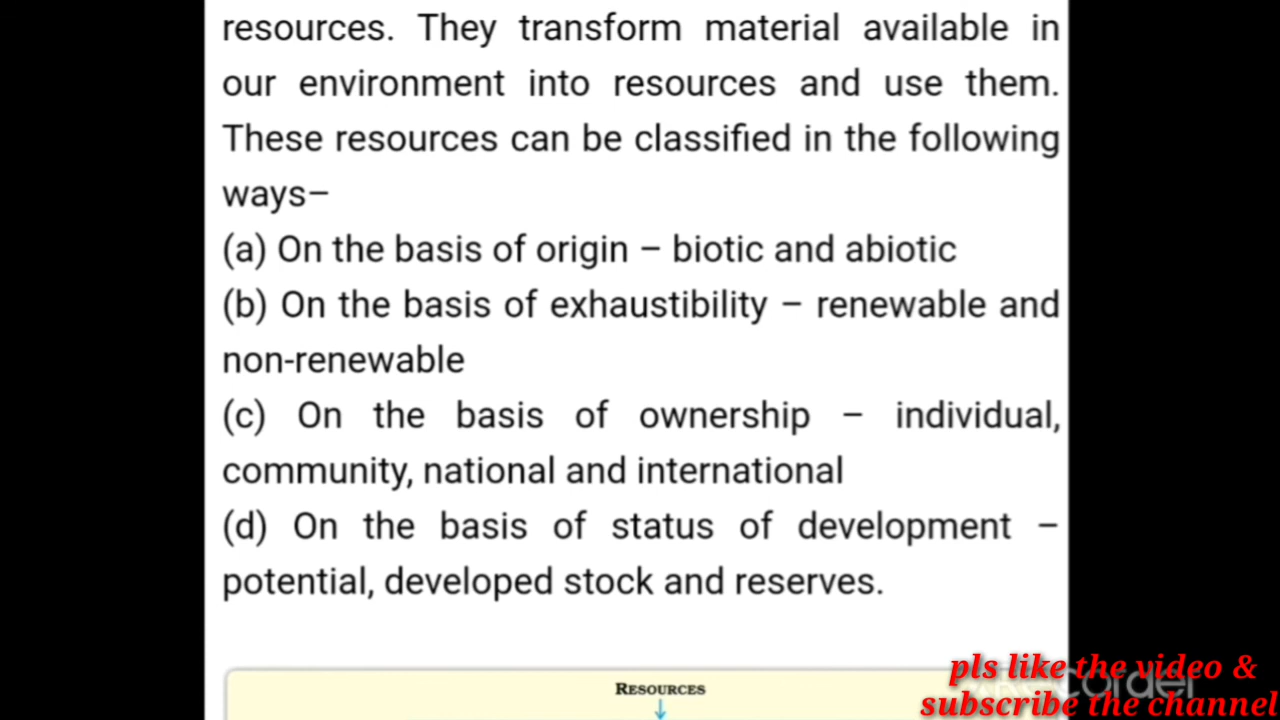 resources. They transform material available in
our environment into resources and use them.
These resources can be classified in the following
ways–
(a) On the basis of origin – biotic and abiotic
(b) On the basis of exhaustibility – renewable and
non-renewable
(c) On the basis of ownership – individual,
community, national and international
(d) On the basis of status of development –
potential, developed stock and reserves.
RESOURCES
pls like the video &
subscribe the channel